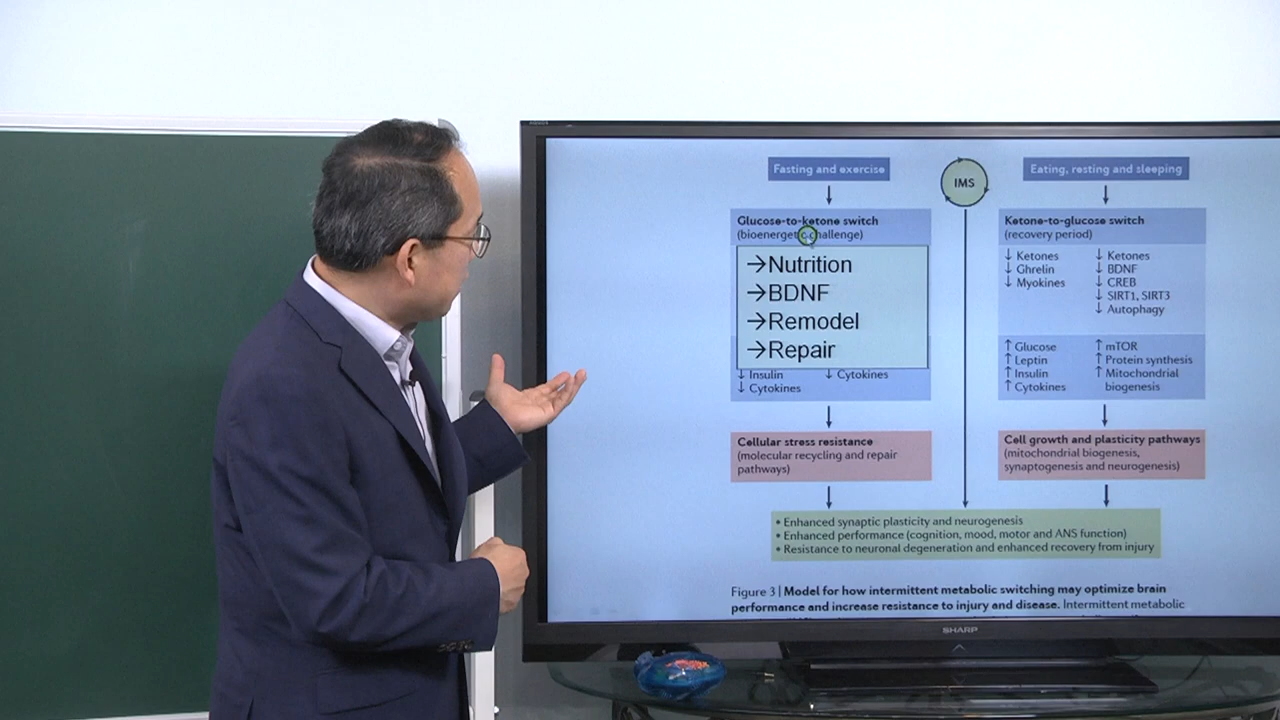 Fasting and exercise
IMS
Eating, resting and sleeping
Glucose-to-ketone switch
(bioenergetic challenge)
→Nutrition
→BDNF
→Remodel
→Repair
↓ Insulin
↓ Cytokines
↓ Cytokines
Cellular stress resistance
(molecular recycling and repair
pathways)
Ketone-to-glucose switch
(recovery period)
↓ Ketones
↓ Ghrelin
↓ Myokines
↓ Ketones
↓ BDNF
↓ CREB
↓ SIRT1, SIRT3
↓ Autophagy
↑ Glucose
↑ Leptin
↑ Insulin
↑ Cytokines
↑ mTOR
↑ Protein synthesis
↑ Mitochondrial
biogenesis
Cell growth and plasticity pathways
(mitochondrial biogenesis,
synaptogenesis and neurogenesis)
• Enhanced synaptic plasticity and neurogenesis
• Enhanced performance (cognition, mood, motor and ANS function)
• Resistance to neuronal degeneration and enhanced recovery from injury
Figure 3 | Model for how intermittent metabolic switching may optimize brain
performance and increase resistance to injury and disease. Intermittent metabolic
SHARP